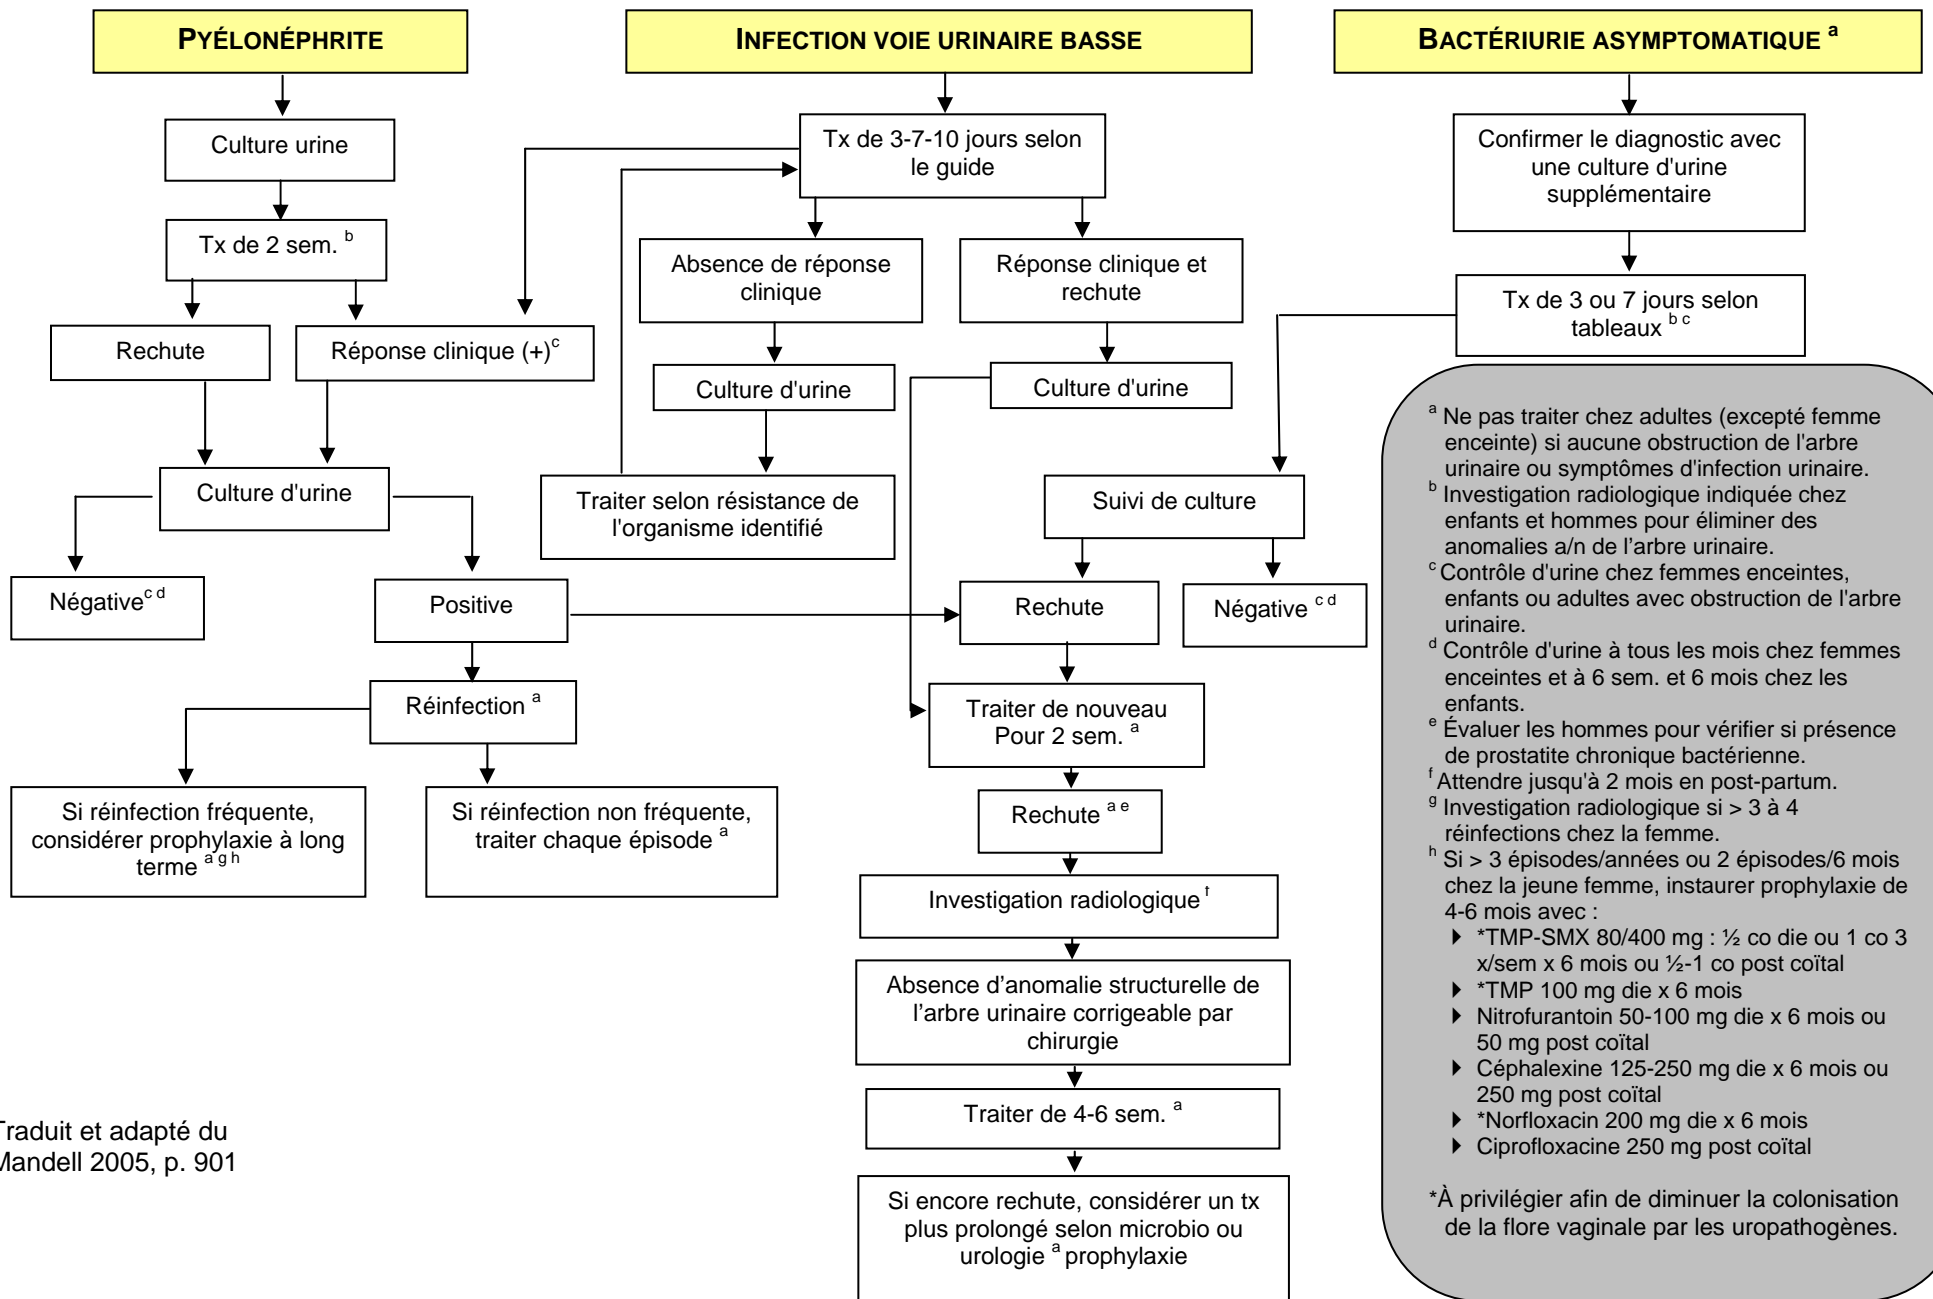 PYÉLONÉPHRITE
INFECTION VOIE URINAIRE BASSE
BACTÉRIURIE ASYMPTOMATIQUE a
Culture urine
Tx de 2 sem. b
Rechute
Réponse clinique (+)c
Culture d'urine
Négative c d
Positive
Réinfection a
Si réinfection fréquente,
considérer prophylaxie à long
terme a g h
Si réinfection non fréquente,
traiter chaque épisode a
Tx de 3-7-10 jours selon
le guide
Absence de réponse
clinique
Réponse clinique et
rechute
Culture d'urine
Culture d'urine
Traiter selon résistance de
l'organisme identifié
Confirmer le diagnostic avec
une culture d'urine
supplémentaire
Tx de 3 ou 7 jours selon
tableaux b c
Suivi de culture
Rechute
Négative c d
Traiter de nouveau
Pour 2 sem. a
Rechute a e
Investigation radiologique f
Absence d’anomalie structurelle de
l’arbre urinaire corrigeable par
chirurgie
Traiter de 4-6 sem. a
Si encore rechute, considérer un tx
plus prolongé selon microbio ou
urologie a prophylaxie
a Ne pas traiter chez adultes (excepté femme
enceinte) si aucune obstruction de l'arbre
urinaire ou symptômes d'infection urinaire.
b Investigation radiologique indiquée chez
enfants et hommes pour éliminer des
anomalies a/n de l’arbre urinaire.
c Contrôle d'urine chez femmes enceintes,
enfants ou adultes avec obstruction de l'arbre
urinaire.
d Contrôle d'urine à tous les mois chez femmes
enceintes et à 6 sem. et 6 mois chez les
enfants.
e Évaluer les hommes pour vérifier si présence
de prostatite chronique bactérienne.
f Attendre jusqu'à 2 mois en post-partum.
g Investigation radiologique si > 3 à 4
réinfections chez la femme.
h Si > 3 épisodes/années ou 2 épisodes/6 mois
chez la jeune femme, instaurer prophylaxie de
4-6 mois avec :
*TMP-SMX 80/400 mg : ½ co die ou 1 co 3
x/sem x 6 mois ou ½-1 co post coïtal
*TMP 100 mg die x 6 mois
Nitrofurantoin 50-100 mg die x 6 mois ou
50 mg post coïtal
Céphalexine 125-250 mg die x 6 mois ou
250 mg post coïtal
*Norfloxacin 200 mg die x 6 mois
Ciprofloxacine 250 mg post coïtal
*À privilégier afin de diminuer la colonisation
de la flore vaginale par les uropathogènes.
Traduit et adapté du
Mandell 2005, p. 901